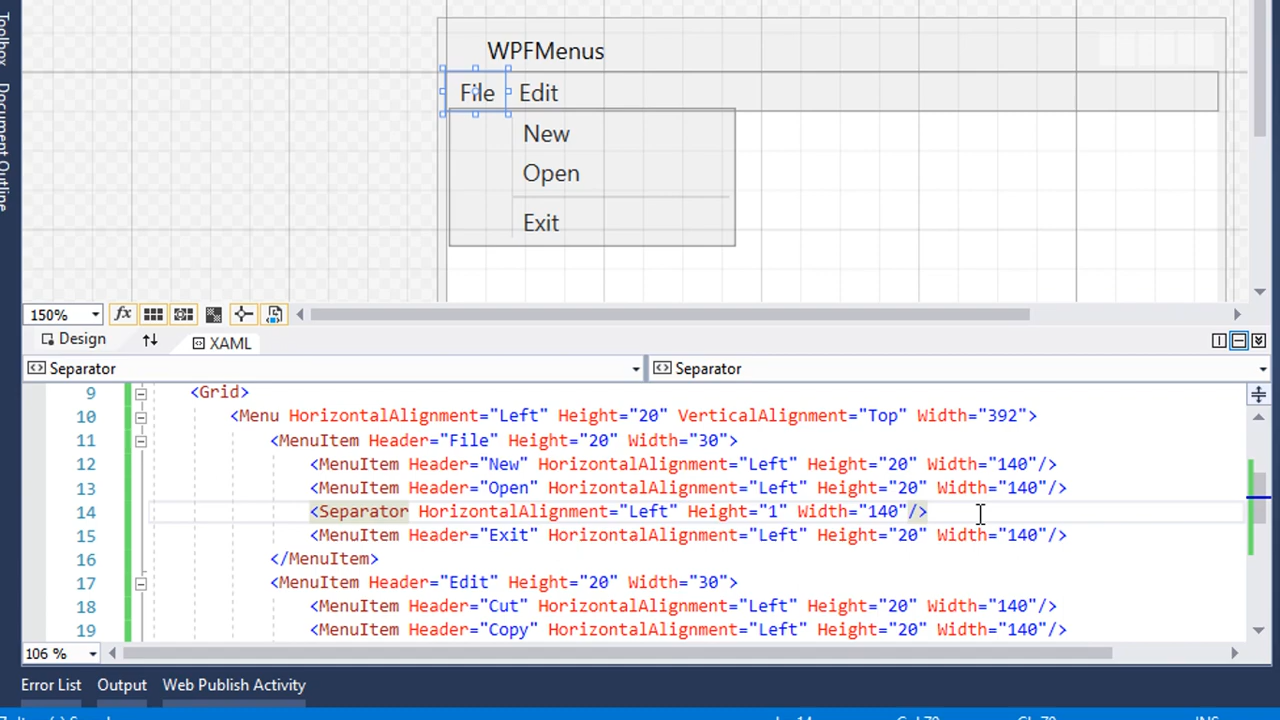 Toolbox
Document Outline
WPFMenus
File Edit
New
Open
Exit
150% fx
Design XAML
Separator Separator
9 <Grid>
10 <Menu HorizontalAlignment="Left" Height="20" VerticalAlignment="Top" Width="392">
11 <MenuItem Header="File" Height="20" Width="30">
12 <MenuItem Header="New" HorizontalAlignment="Left" Height="20" Width="140"/>
13 <MenuItem Header="Open" HorizontalAlignment="Left" Height="20" Width="140"/>
14 <Separator HorizontalAlignment="Left" Height="1" Width="140"/>
15 <MenuItem Header="Exit" HorizontalAlignment="Left" Height="20" Width="140"/>
16 </MenuItem>
17 <MenuItem Header="Edit" Height="20" Width="30">
18 <MenuItem Header="Cut" HorizontalAlignment="Left" Height="20" Width="140"/>
19 <MenuItem Header="Copy" HorizontalAlignment="Left" Height="20" Width="140"/>
106 %
Error List Output Web Publish Activity